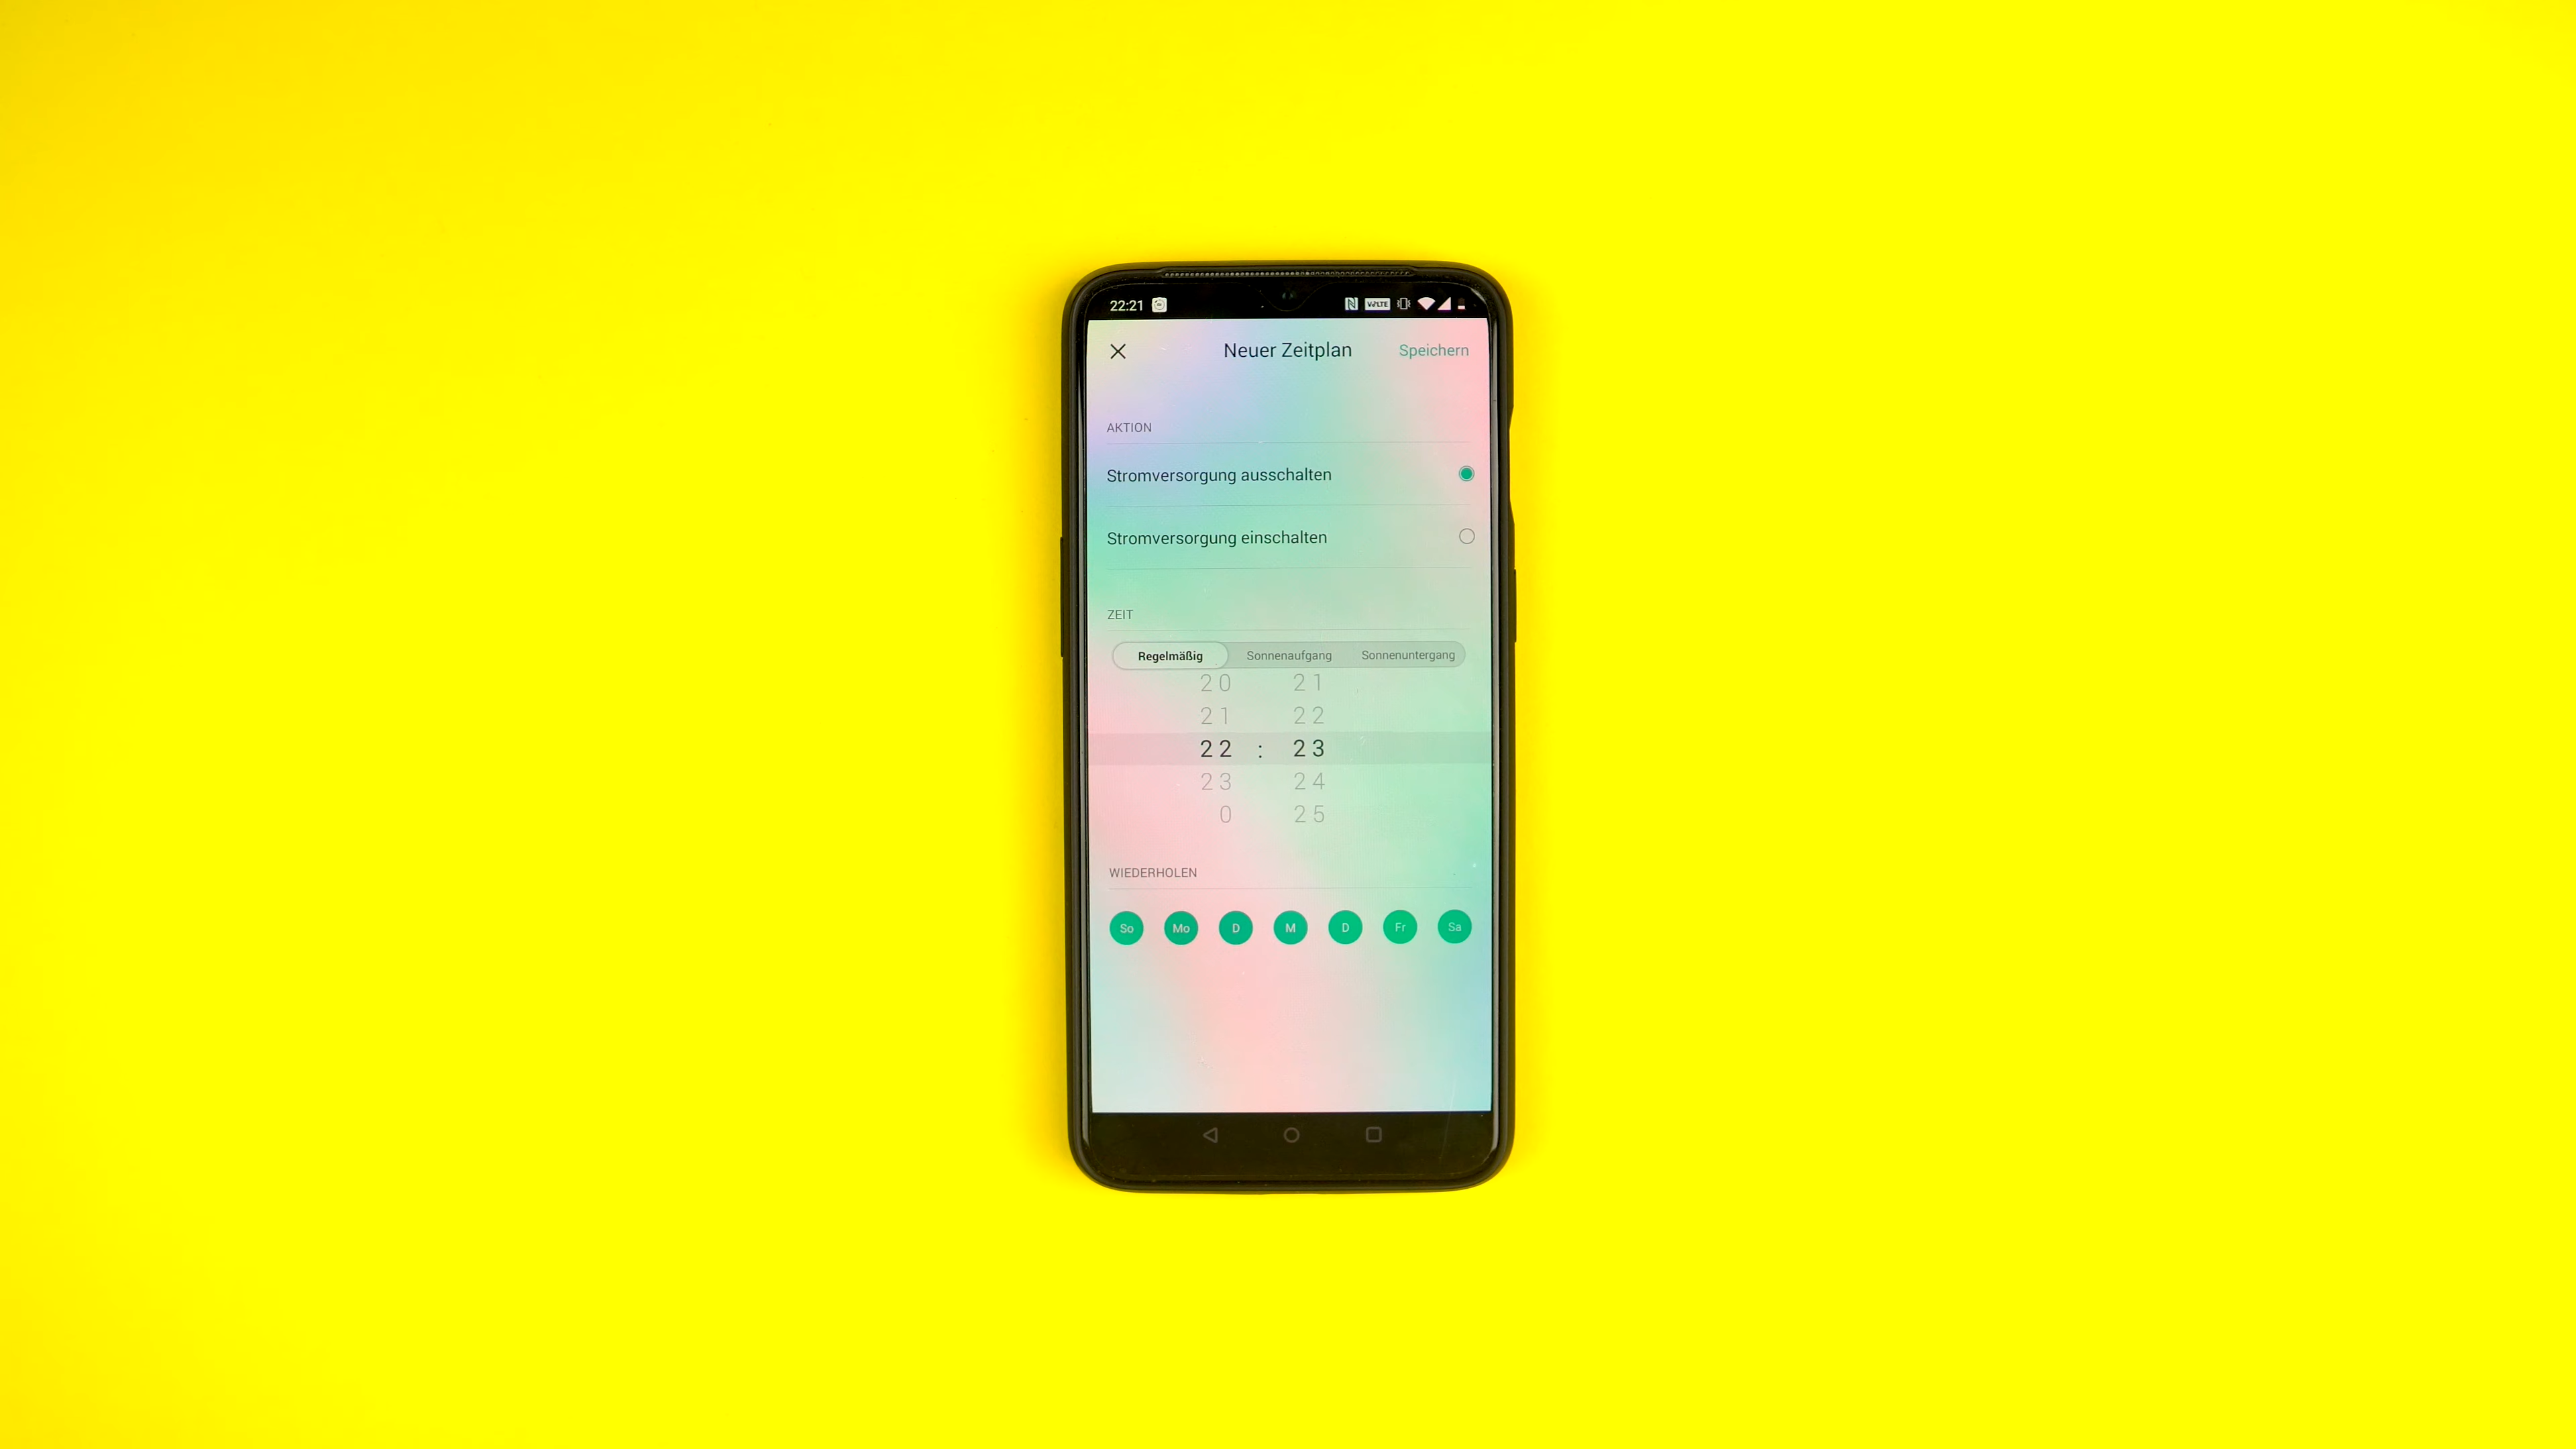 22:21 VoLTE
Neuer Zeitplan Speichern
AKTION
Stromversorgung ausschalten
Stromversorgung einschalten
ZEIT
Regelmäßig Sonnenaufgang Sonnenuntergang
20 21
21 22
22 : 23
23 24
0 25
WIEDERHOLEN
So Mo D M D Fr Sa